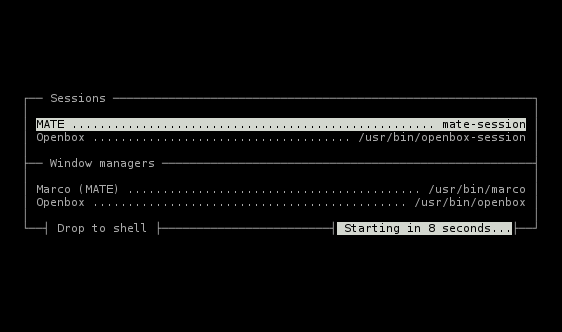 Sessions
MATE .................................................... mate-session
Openbox ..................................... /usr/bin/openbox-session
Window managers
Marco (MATE) .......................................... /usr/bin/marco
Openbox ............................................. /usr/bin/openbox
Drop to shell Starting in 8 seconds...